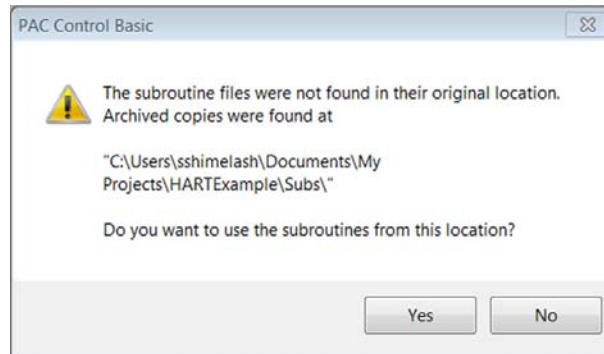 PAC Control Basic
The subroutine files were not found in their original location.
Archived copies were found at
"C:\Users\sshimelash\Documents\My
Projects\HARTExample\Subs\"
Do you want to use the subroutines from this location?
Yes
No